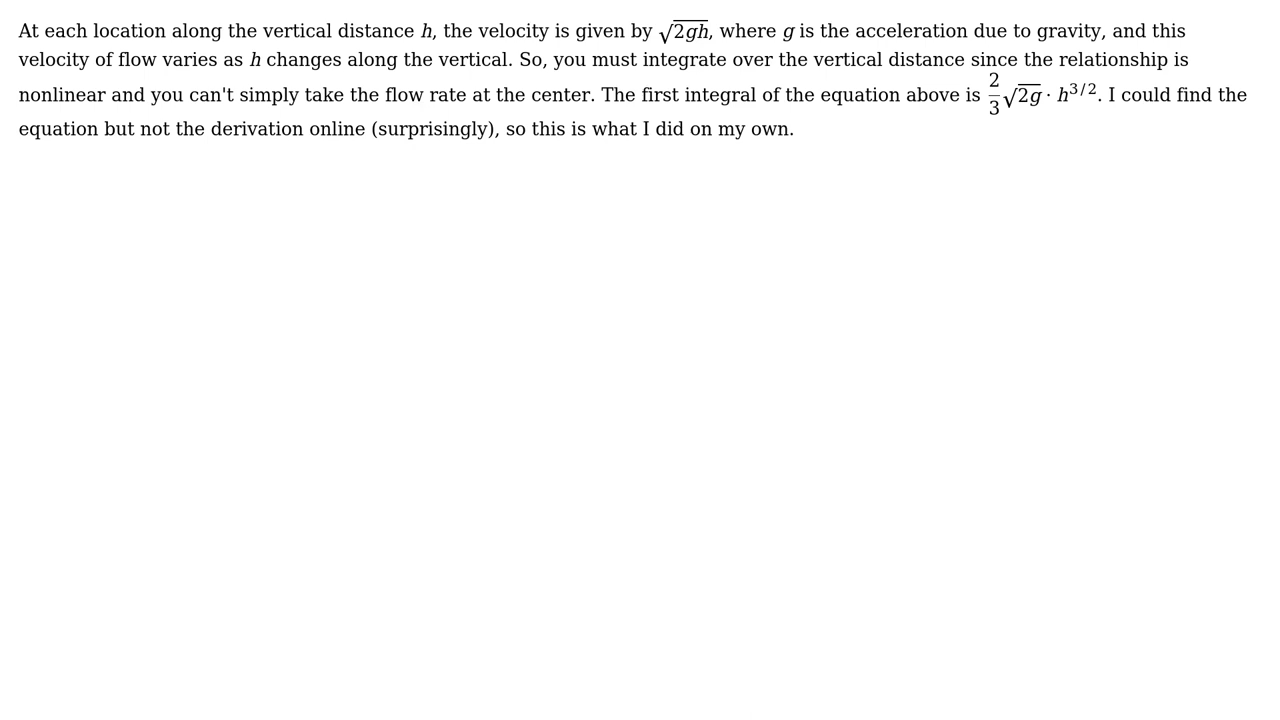 At each location along the vertical distance h, the velocity is given by √2gh, where g is the acceleration due to gravity, and this
velocity of flow varies as h changes along the vertical. So, you must integrate over the vertical distance since the relationship is
nonlinear and you can't simply take the flow rate at the center. The first integral of the equation above is 2/3 √2g · h^3/2. I could find the
equation but not the derivation online (surprisingly), so this is what I did on my own.